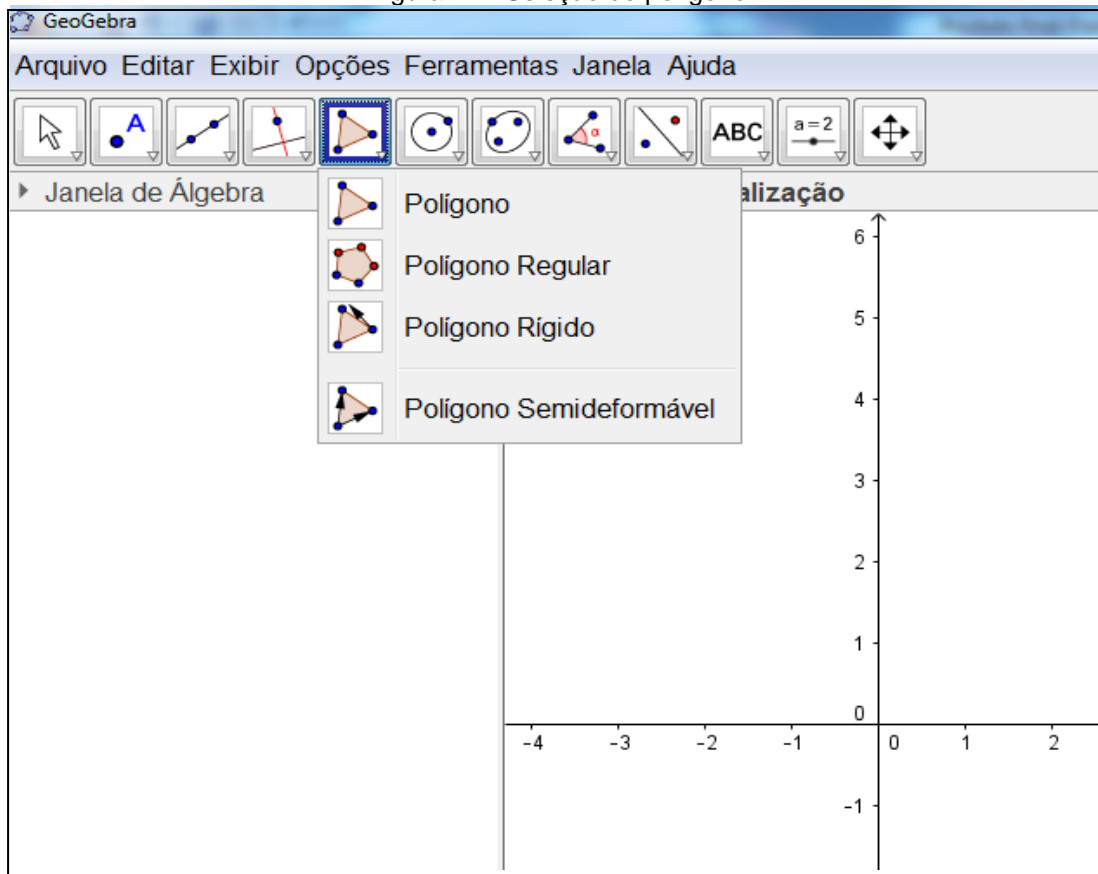 GeoGebra
Arquivo Editar Exibir Opções Ferramentas Janela Ajuda
A α ABC a=2
Janela de Álgebra alização
Polígono
Polígono Regular
Polígono Rígido
Polígono Semideformável
6
5
4
3
2
1
0
-4 -3 -2 -1 0 1 2
-1